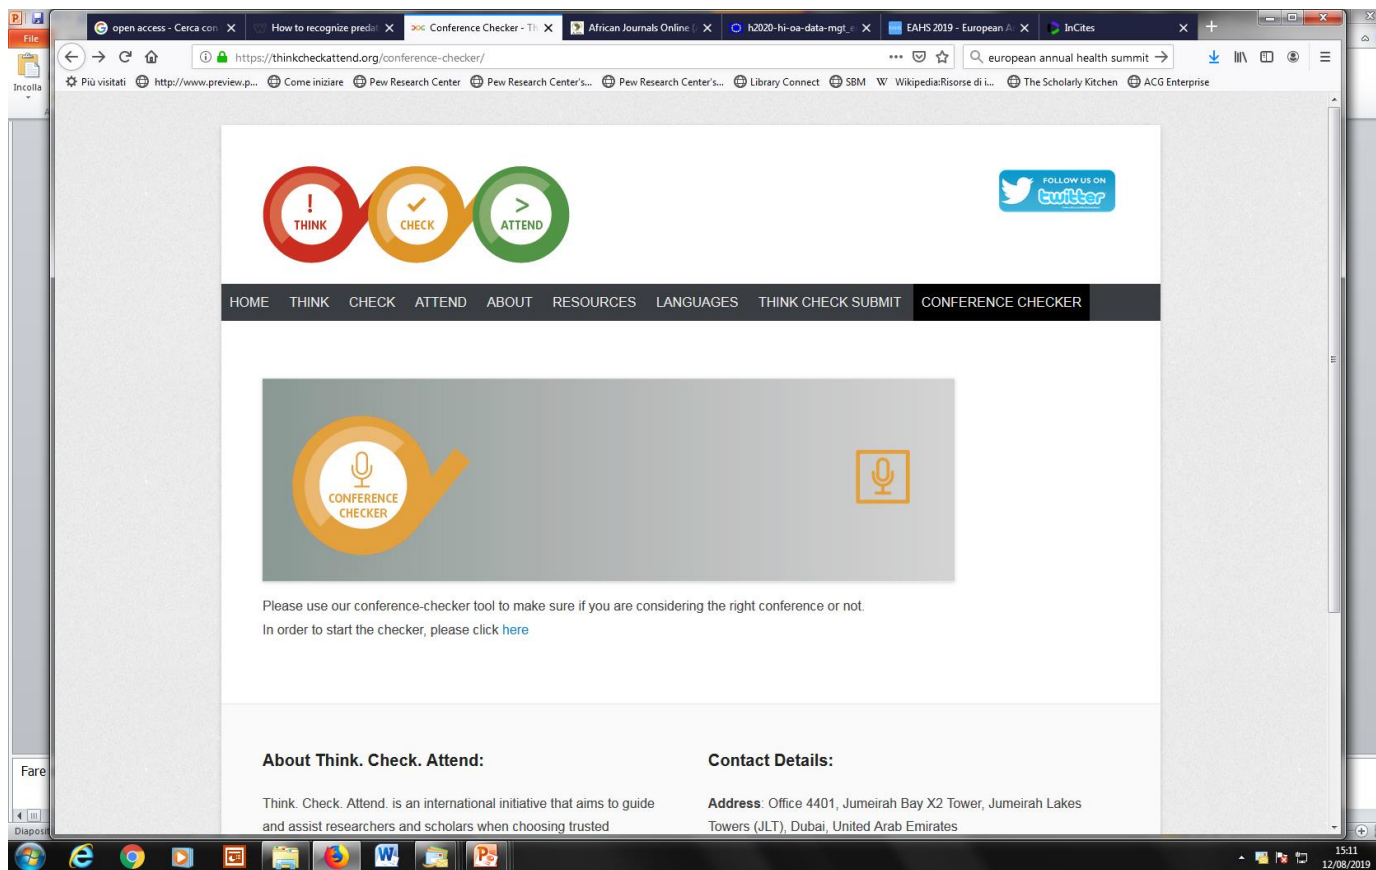 File
Incolla
open access - Cerca con
How to recognize predat
Conference Checker - Th
African Journals Online (
h2020-hi-oa-data-mgt_e
EAHS 2019 - European A
InCites
https://thinkcheckattend.org/conference-checker/
european annual health summit
Più visitati
http://www.preview.p...
Come iniziare
Pew Research Center
Pew Research Center's...
Pew Research Center's...
Library Connect
SBM
Wikipedia:Risorse di i...
The Scholarly Kitchen
ACG Enterprise
! THINK
CHECK
> ATTEND
FOLLOW US ON
twitter
HOME THINK CHECK ATTEND ABOUT RESOURCES LANGUAGES THINK CHECK SUBMIT CONFERENCE CHECKER
CONFERENCE
CHECKER
Please use our conference-checker tool to make sure if you are considering the right conference or not.
In order to start the checker, please click here
About Think. Check. Attend:
Think. Check. Attend. is an international initiative that aims to guide
and assist researchers and scholars when choosing trusted
Contact Details:
Address: Office 4401, Jumeirah Bay X2 Tower, Jumeirah Lakes
Towers (JLT), Dubai, United Arab Emirates
Fare
Diaposit
15:11
12/08/2019